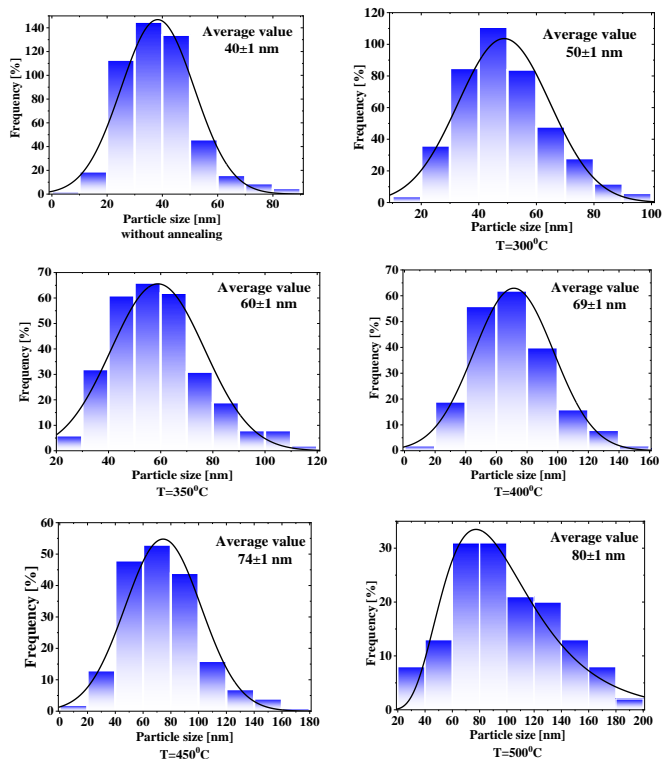 Average value
40±1 nm
Frequency [%]
140
120
100
80
60
40
20
0
0 20 40 60 80
Particle size [nm]
without annealing
Average value
50±1 nm
Frequency [%]
120
100
80
60
40
20
0
20 40 60 80 100
Particle size [nm]
T=300⁰C
Average value
60±1 nm
Frequency [%]
70
60
50
40
30
20
10
0
20 40 60 80 100 120
Particle size [nm]
T=350⁰C
Average value
69±1 nm
Frequency [%]
70
60
50
40
30
20
10
0
0 20 40 60 80 100 120 140 160
Particle size [nm]
T=400⁰C
Average value
74±1 nm
Frequency [%]
60
50
40
30
20
10
0
0 20 40 60 80 100 120 140 160 180
Particle size [nm]
T=450⁰C
Average value
80±1 nm
Frequency [%]
30
20
10
0
20 40 60 80 100 120 140 160 180 200
Particle size [nm]
T=500⁰C